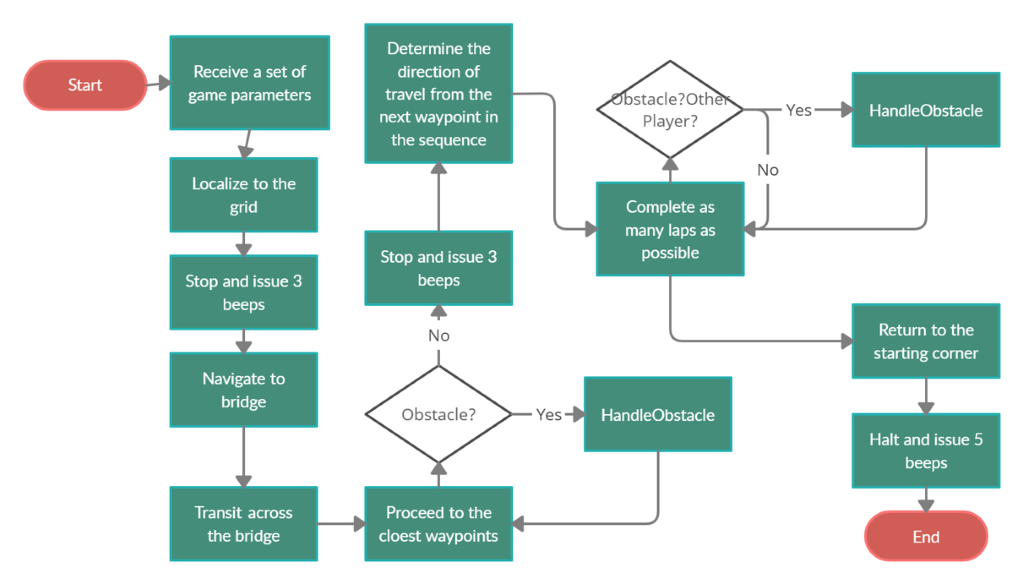 Start
Receive a set of
game parameters
Localize to the
grid
Stop and issue 3
beeps
Navigate to
bridge
Transit across
the bridge
Proceed to the
cloest waypoints
Obstacle?
Yes
HandleObstacle
No
Stop and issue 3
beeps
Determine the
direction of
travel from the
next waypoint in
the sequence
Complete as
many laps as
possible
Obstacle?Other
Player?
Yes
HandleObstacle
No
Return to the
starting corner
Halt and issue 5
beeps
End